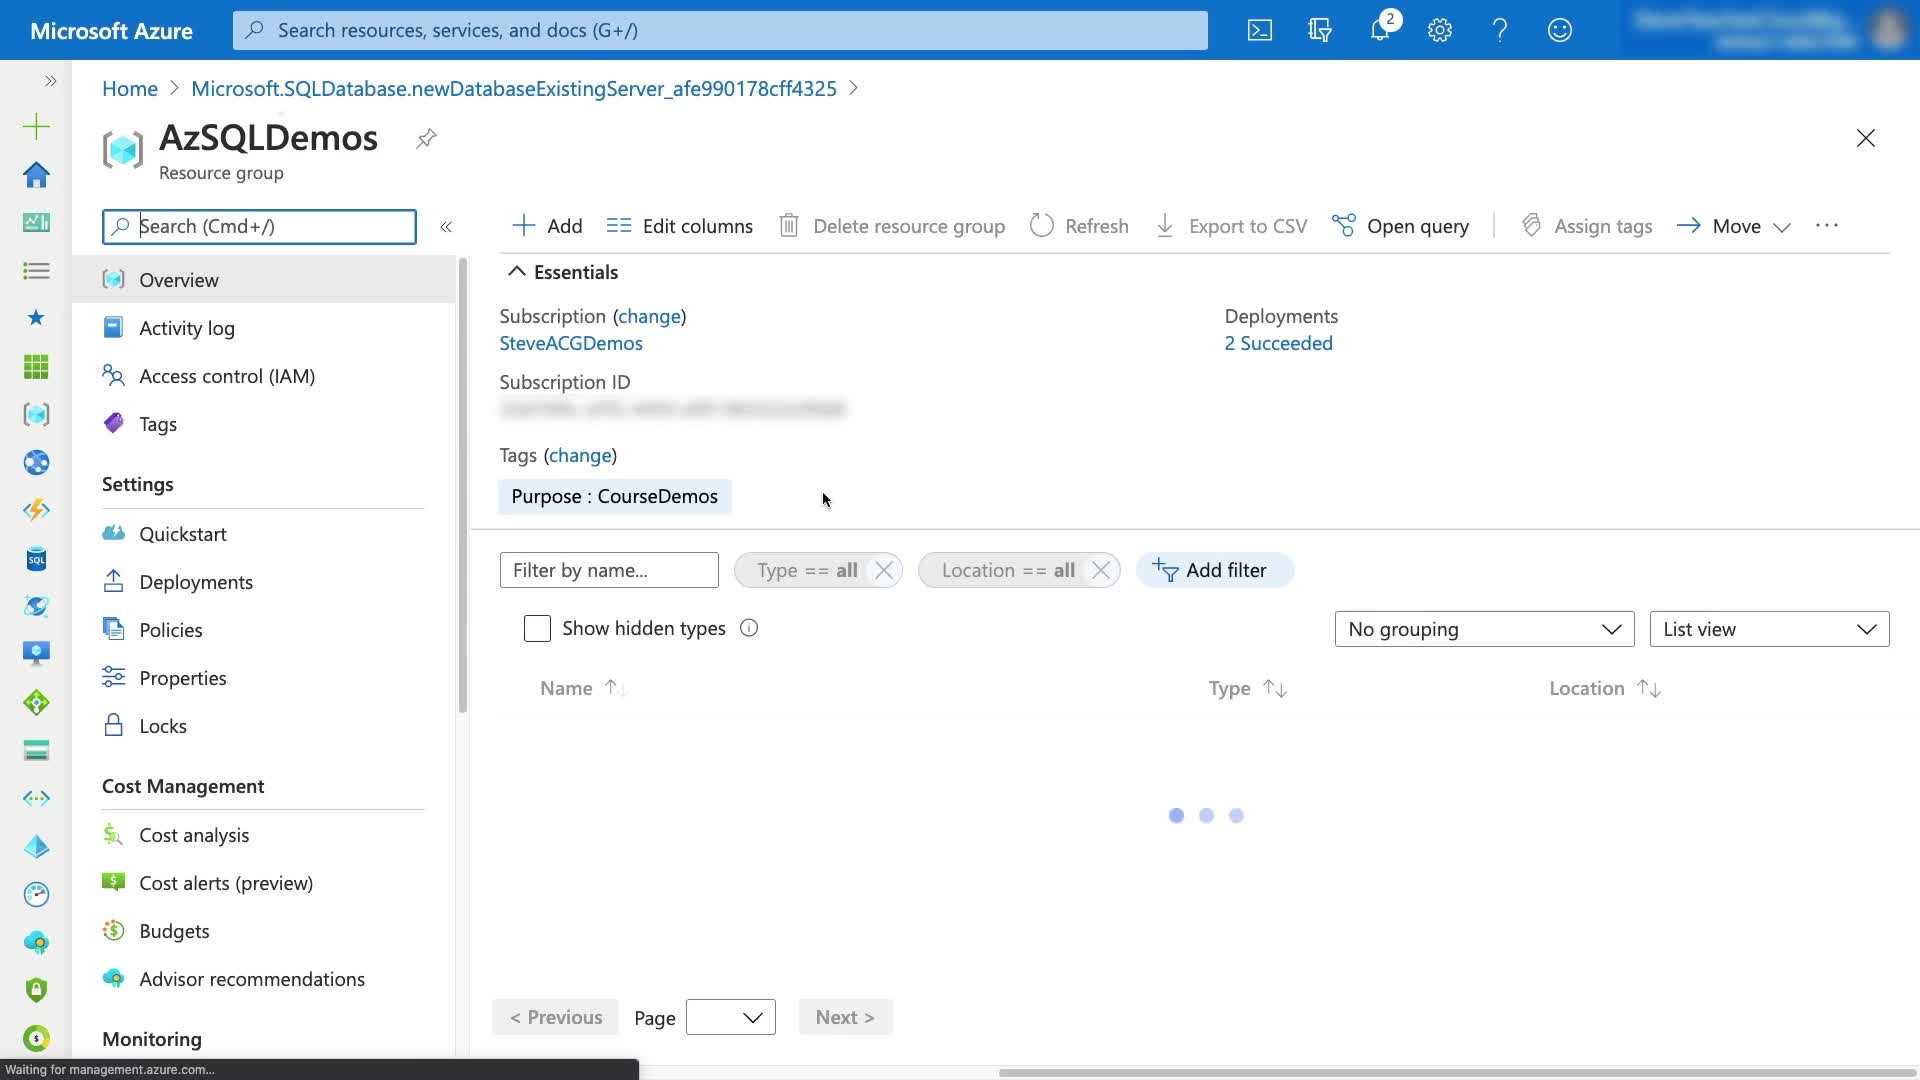 Microsoft Azure
Search resources, services, and docs (G+/)
2
Home > Microsoft.SQLDatabase.newDatabaseExistingServer_afe990178cff4325 >
AzSQLDemos
Resource group
Search (Cmd+/)
Add
Edit columns
Delete resource group
Refresh
Export to CSV
Open query
Assign tags
Move
Overview
Activity log
Access control (IAM)
Tags
Settings
Quickstart
Deployments
Policies
Properties
Locks
Cost Management
Cost analysis
Cost alerts (preview)
Budgets
Advisor recommendations
Monitoring
Essentials
Subscription (change)
SteveACGDemos
Deployments
2 Succeeded
Subscription ID
Tags (change)
Purpose : CourseDemos
Filter by name...
Type == all
Location == all
Add filter
Show hidden types
No grouping
List view
Name
Type
Location
< Previous
Page
Next >
SQL
Waiting for management.azure.com...